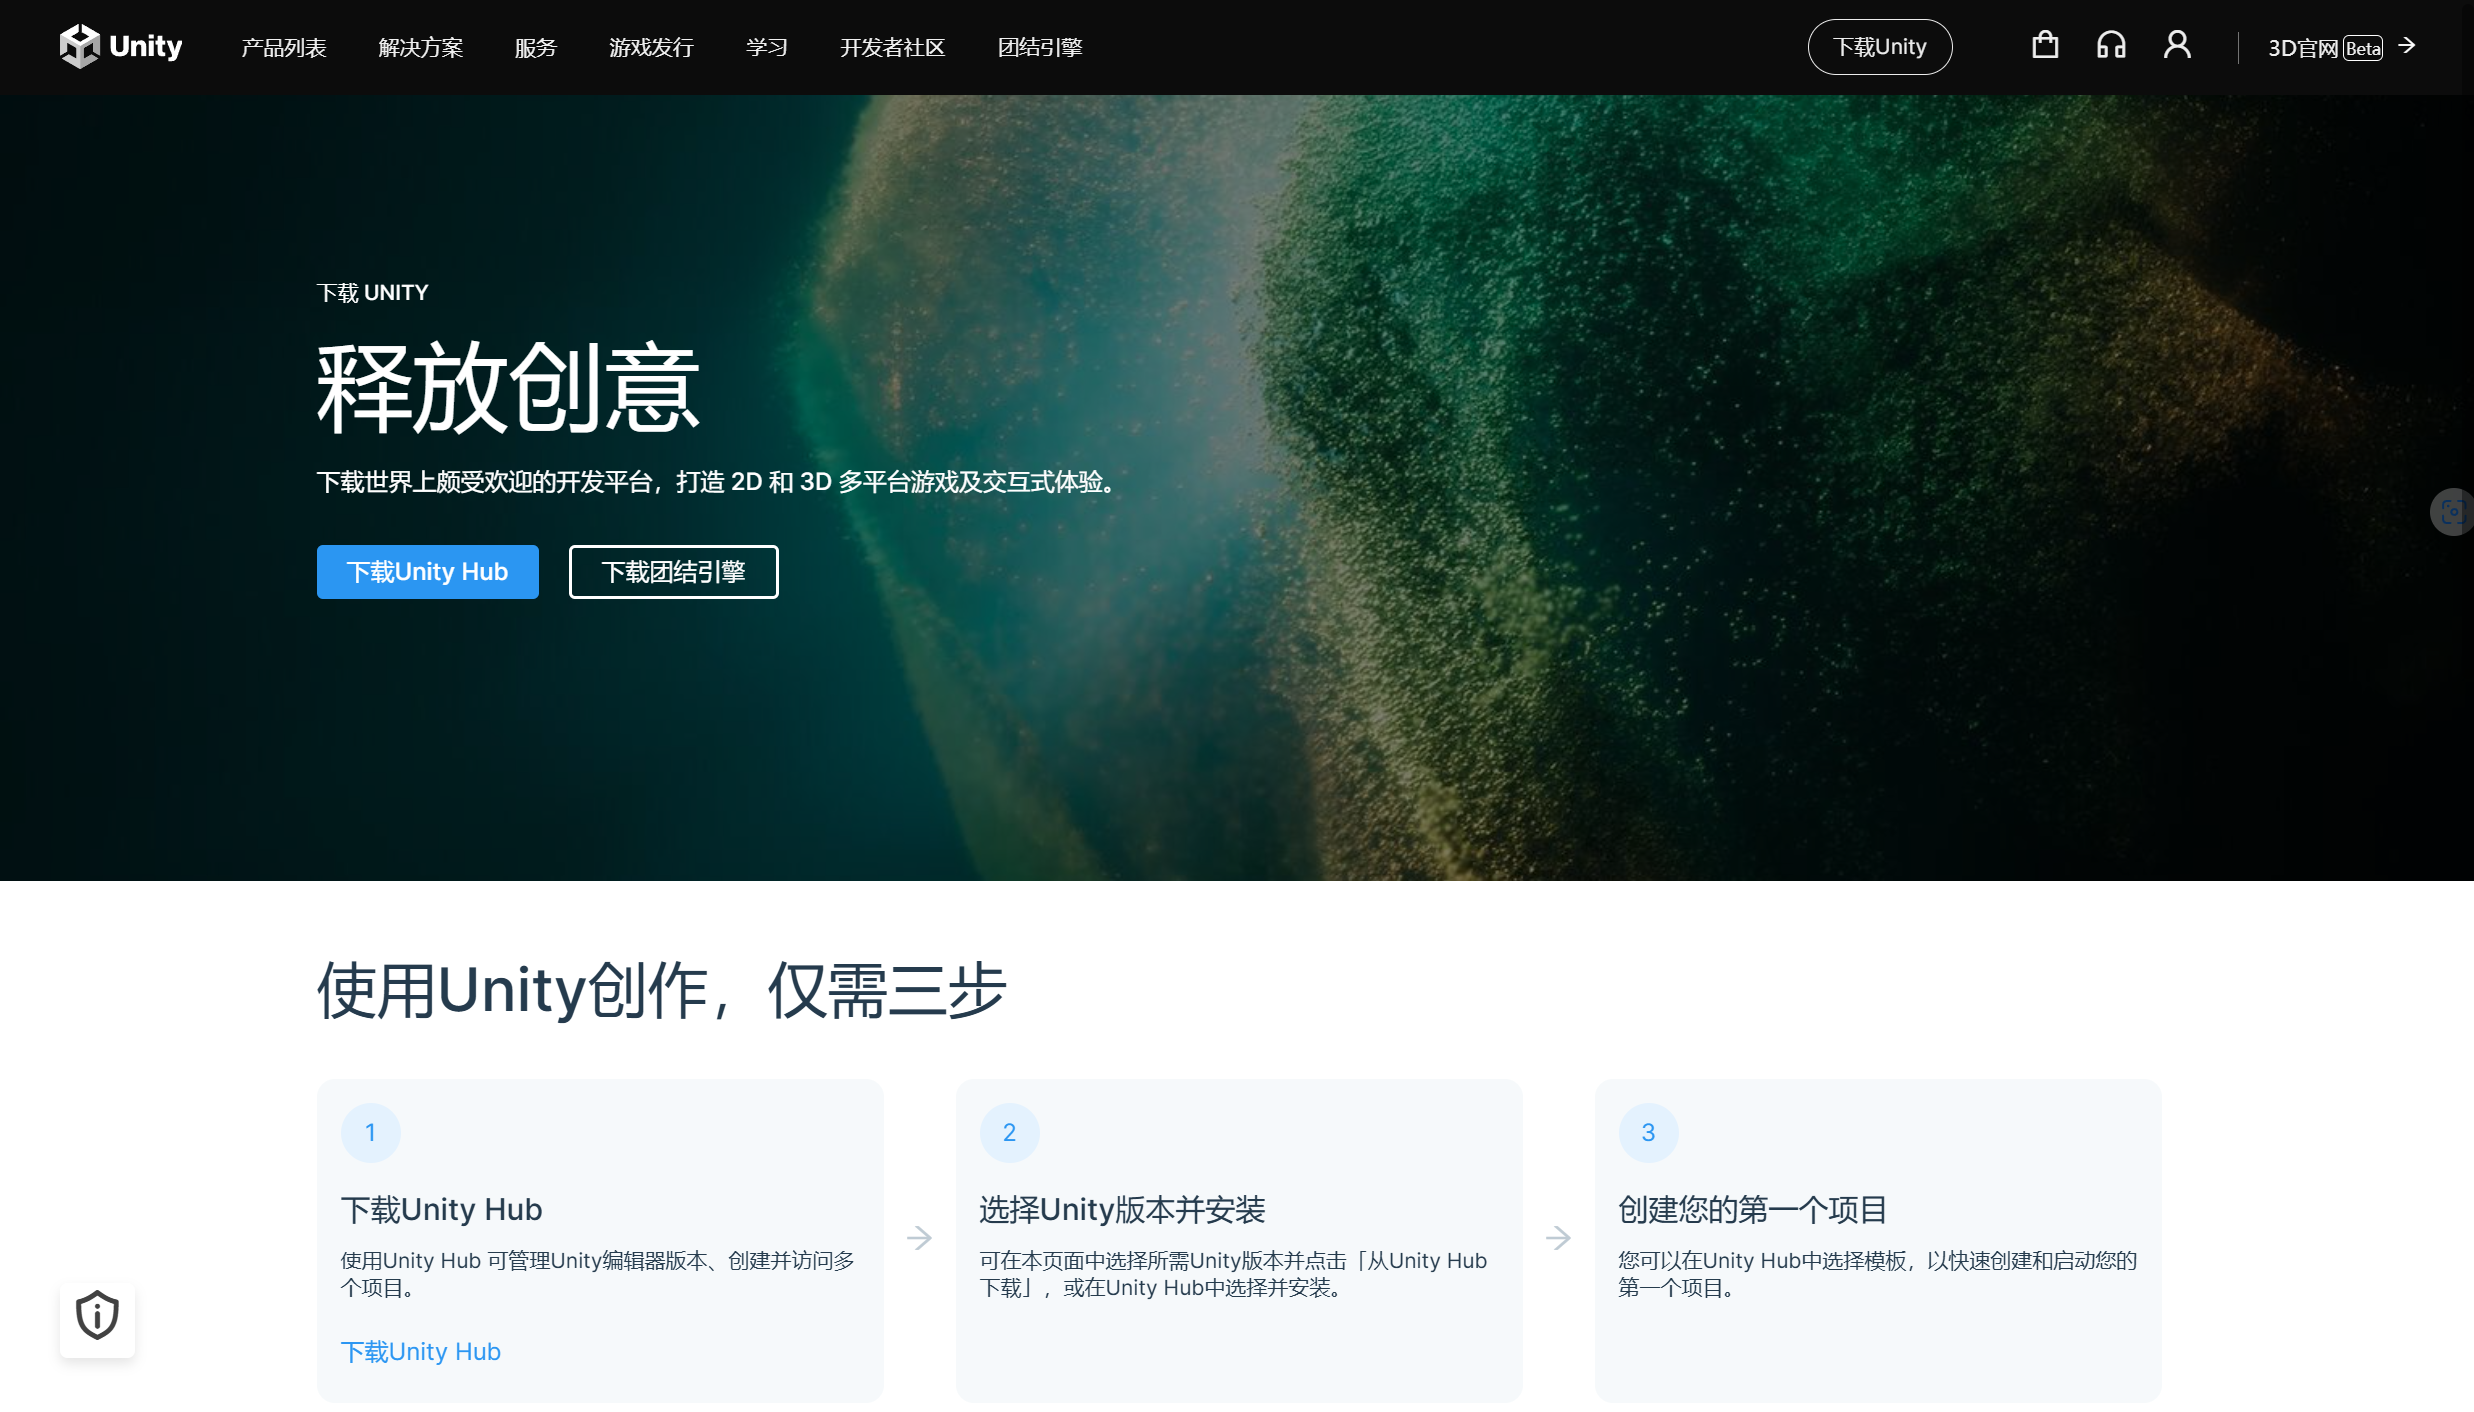 Unity
产品列表
解决方案
服务
游戏发行
学习
开发者社区
团结引擎
下载Unity
3D官网 Beta
下载 UNITY
释放创意
下载世界上颇受欢迎的开发平台，打造 2D 和 3D 多平台游戏及交互式体验。
下载Unity Hub
下载团结引擎
使用Unity创作，仅需三步
1
下载Unity Hub
使用Unity Hub 可管理Unity编辑器版本、创建并访问多
个项目。
下载Unity Hub
2
选择Unity版本并安装
可在本页面中选择所需Unity版本并点击「从Unity Hub
下载」，或在Unity Hub中选择并安装。
3
创建您的第一个项目
您可以在Unity Hub中选择模板，以快速创建和启动您的
第一个项目。